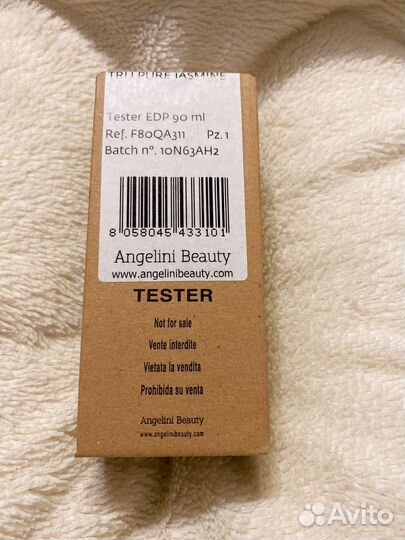 TRU PURE JASMINE
Tester EDP 90 ml
Ref. F80QA311 Pz. 1
Batch nº. 10N63AH2
8 058045 433101
Angelini Beauty
www.angelinibeauty.com
TESTER
Not for sale
Vente interdite
Vietata la vendita
Prohibida su venta
Angelini Beauty
www.angelinibeauty.com
Avito